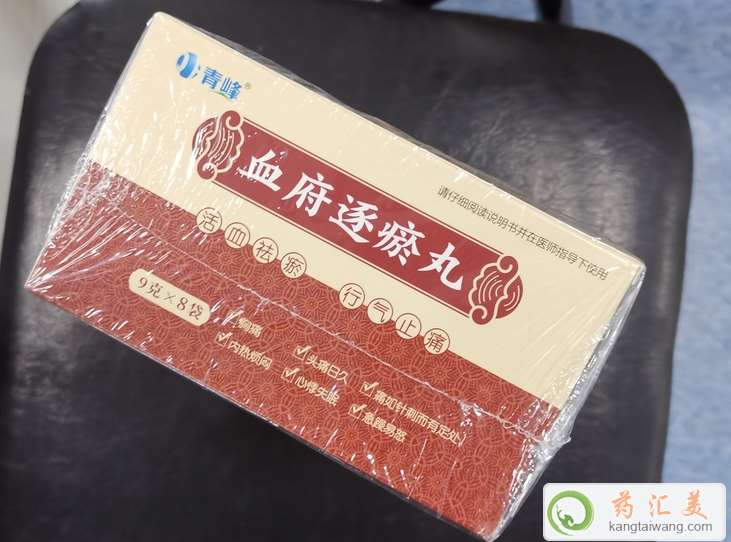 青峰®
血府逐瘀丸
请仔细阅读说明书并在医师指导下使用
活血祛瘀 行气止痛
9克×8袋
胸痛
头痛日久
痛如针刺而有定处
内热烦闷
心悸失眠
急躁易怒
药汇美
kangtaiwang.com